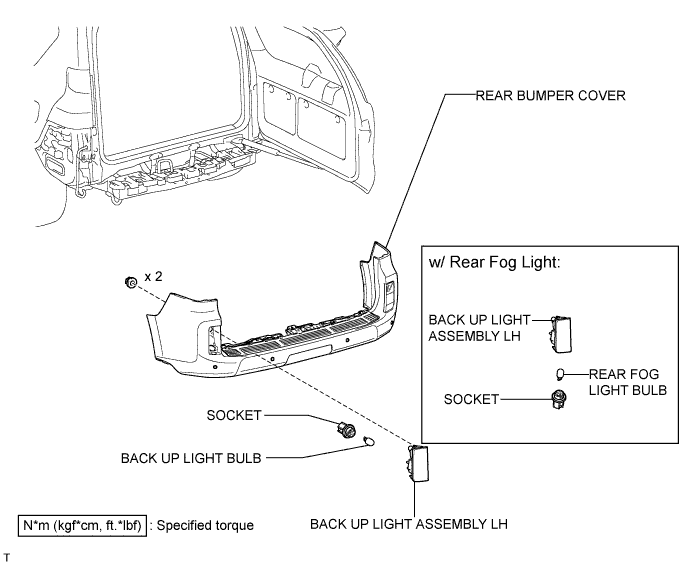 REAR BUMPER COVER
w/ Rear Fog Light:
x 2
BACK UP LIGHT
ASSEMBLY LH
REAR FOG
LIGHT BULB
SOCKET
SOCKET
BACK UP LIGHT BULB
N*m (kgf*cm, ft.*lbf) : Specified torque
BACK UP LIGHT ASSEMBLY LH
T